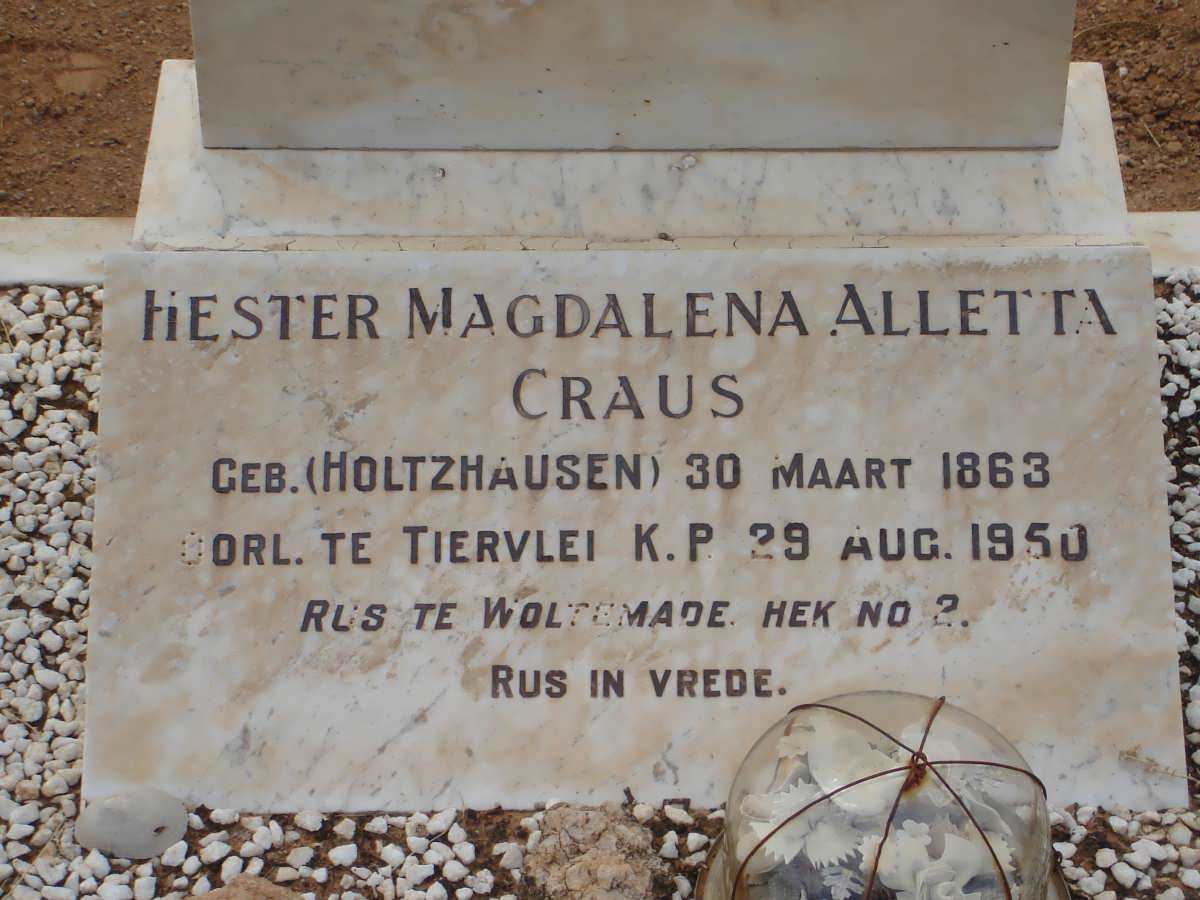 HESTER MAGDALENA ALLETTA
CRAUS
GEB. (HOLTZHAUSEN) 30 MAART 1863
OORL. TE TIERVLEI K.P. 29 AUG. 1950
RUS TE WOLTEMADE. HEK NO 2.
RUS IN VREDE.